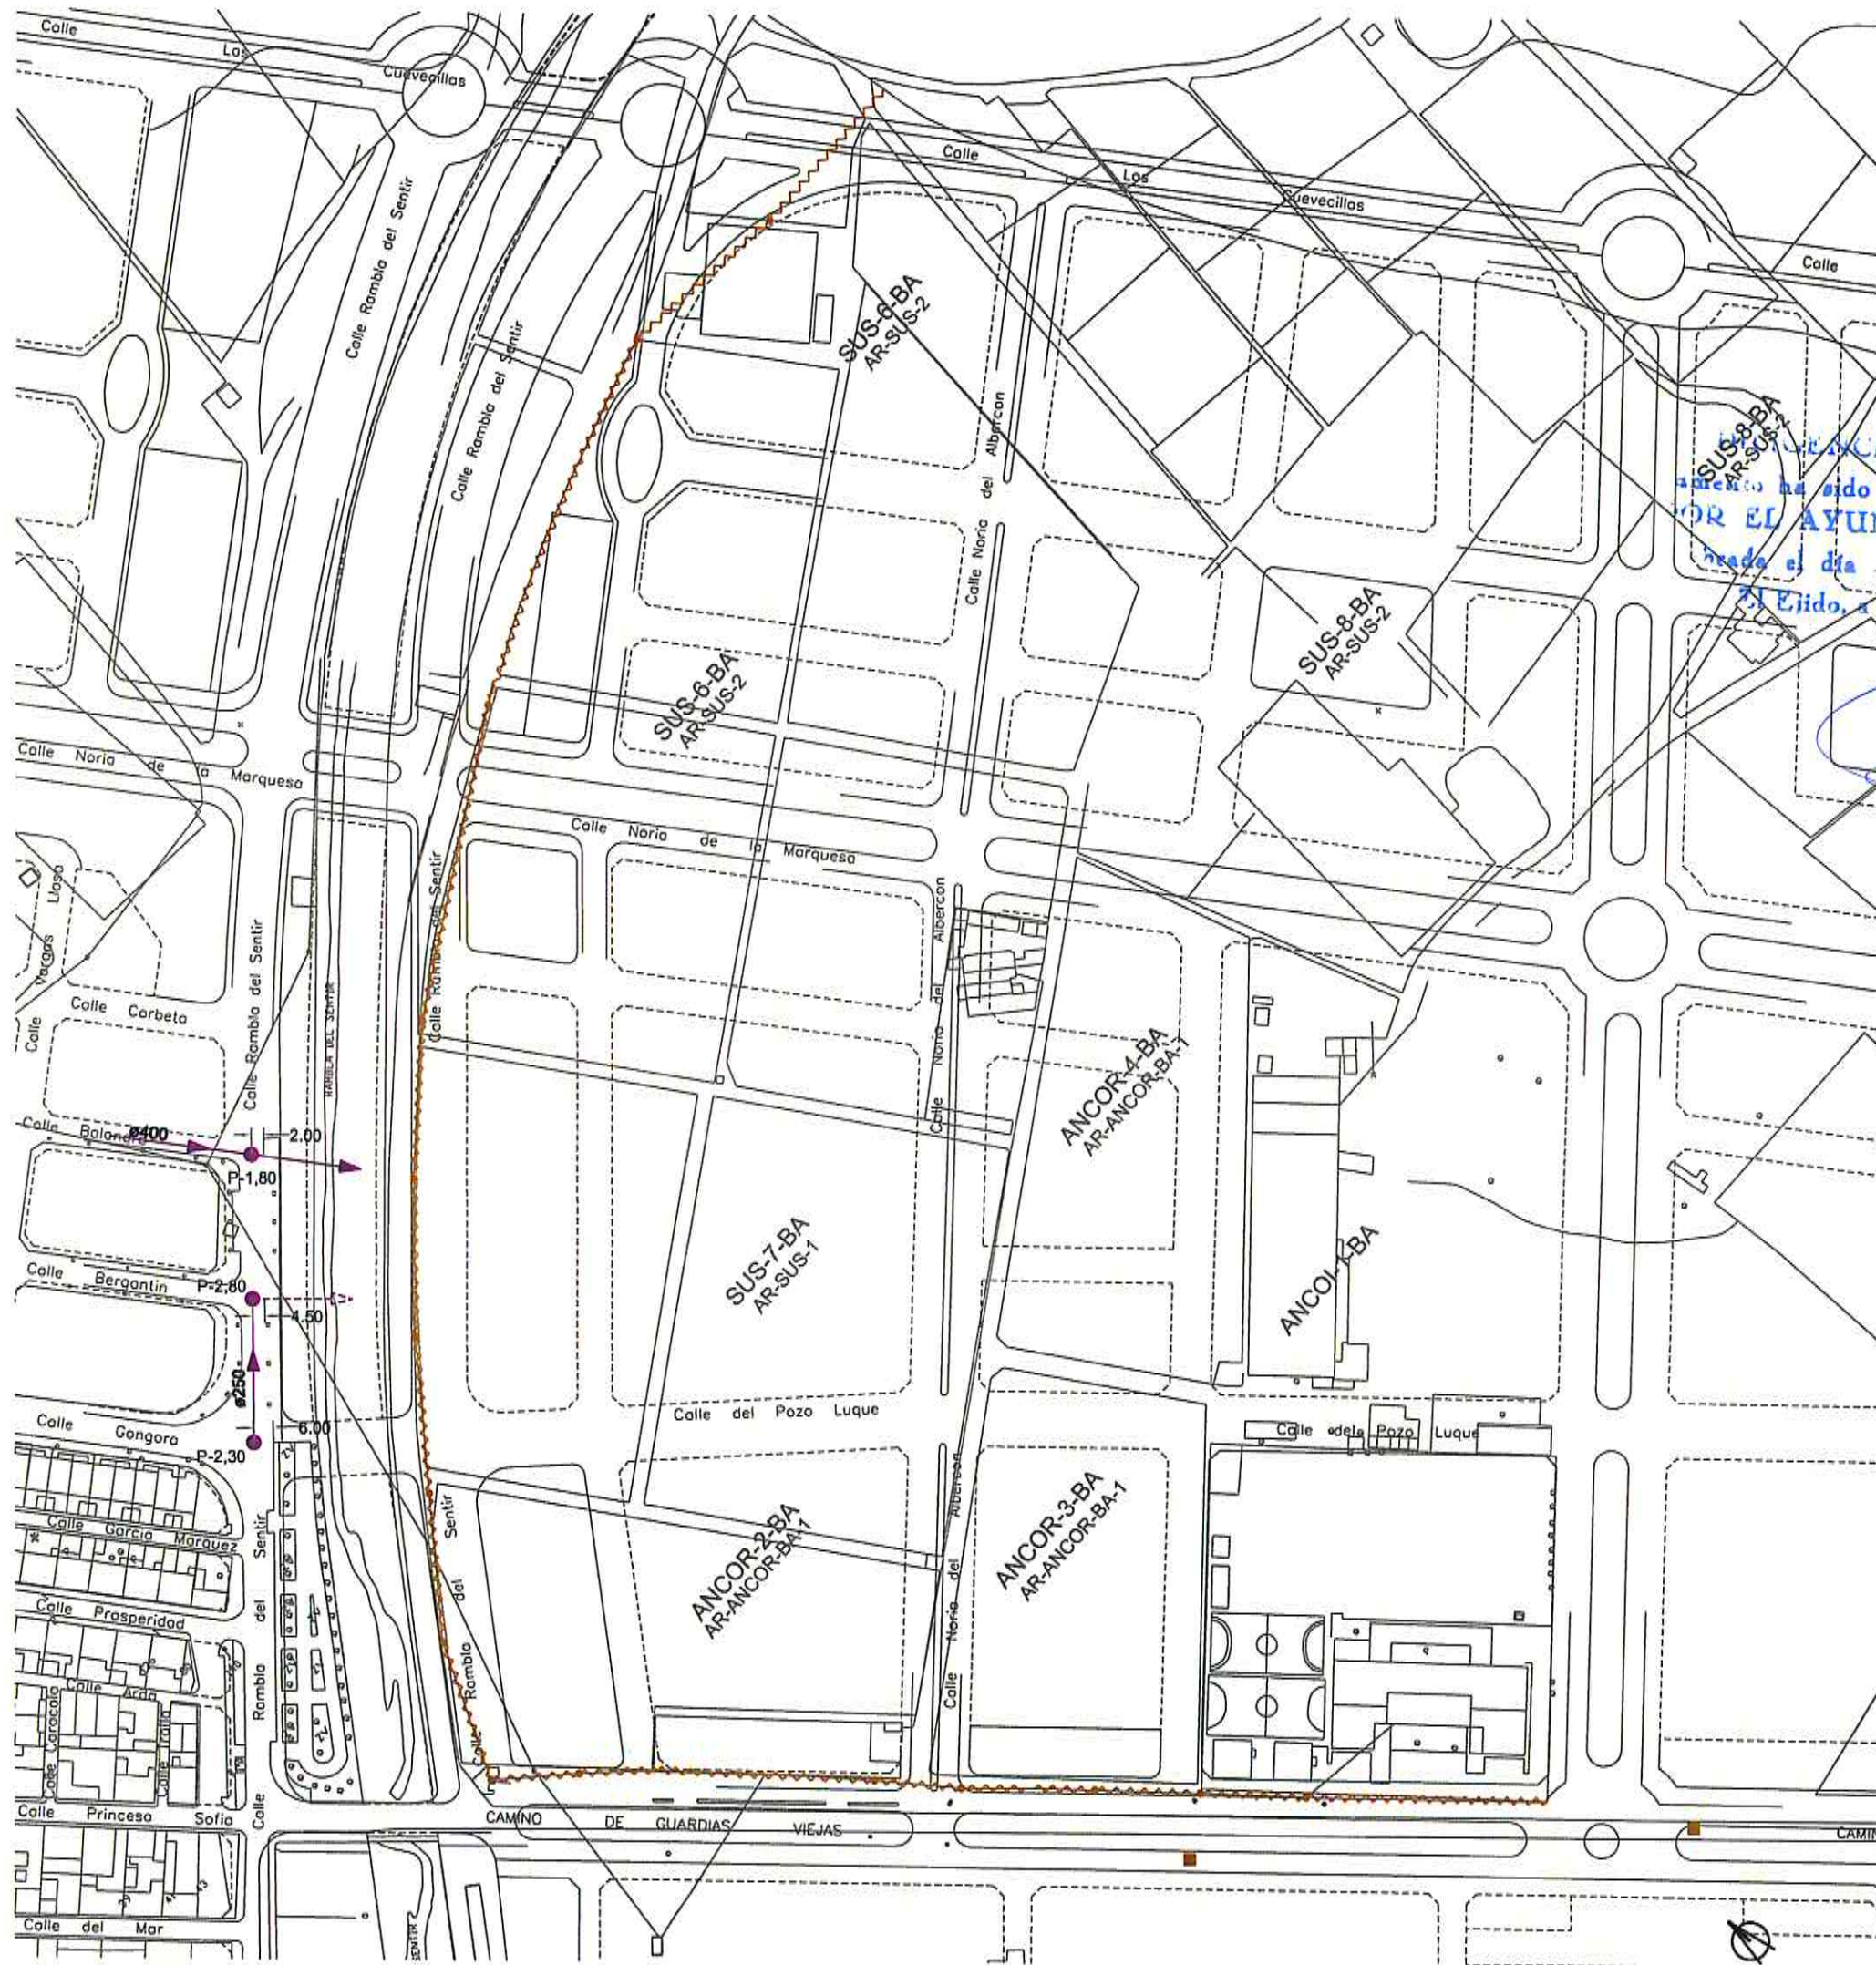 Calle Los Cuevecillas
Calle Los Cuevecillas Calle
Calle Rambla del Sentir
Calle Rambla del Sentir
SUS-6-BA
AR-SUS-2
Calle Noria del Albercon
SUS-8-BA
AR-SUS-2
ha sido
EL AYU
el día
El Ejido, a
SUS-8-BA
AR-SUS-2
SUS-6-BA
AR-SUS-2
Calle Noria de la Marquesa
Calle Noria de la Marquesa
Calle Vargas Llosa
Calle Corbeta
Calle Rambla del Sentir
RAMBLA DEL SENTIR
Calle Rambla del Sentir
Calle Noria del Albercon
ANCOR-4-BA
AR-ANCOR-BA-1
Calle Balandra
ø400
2.00
P-1,80
SUS-7-BA
AR-SUS-1
ANCOI-1-BA
Calle Bergantin
P-2,80
4.50
ø250
Calle Gongora
6.00
P-2,30
Calle del Pozo Luque
Calle del Pozo Luque
Calle Garcia Marquez
Calle Prosperidad
Calle Rambla del Sentir
Calle Rambla del Sentir
ANCOR-2-BA
AR-ANCOR-BA-1
ANCOR-3-BA
AR-ANCOR-BA-1
Calle Noria del Albercon
Calle
Calle Caracola
Calle
Calle Princesa Sofia
CAMINO DE GUARDIAS VIEJAS
CAMIN
Calle del Mar
SENTIR